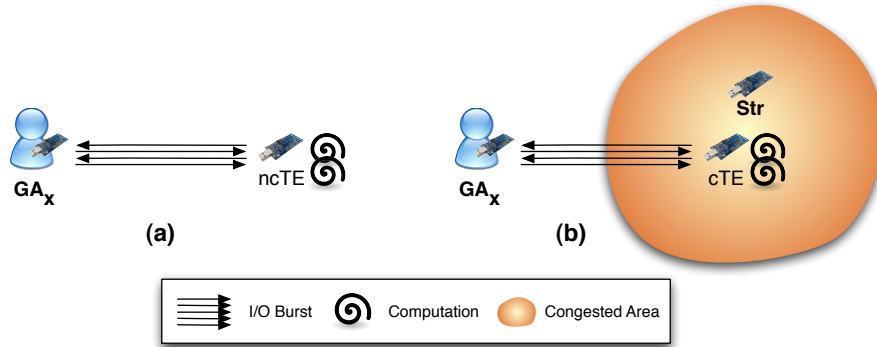 Str
GAx
ncTE
GAx
cTE
(a)
(b)
I/O Burst
Computation
Congested Area